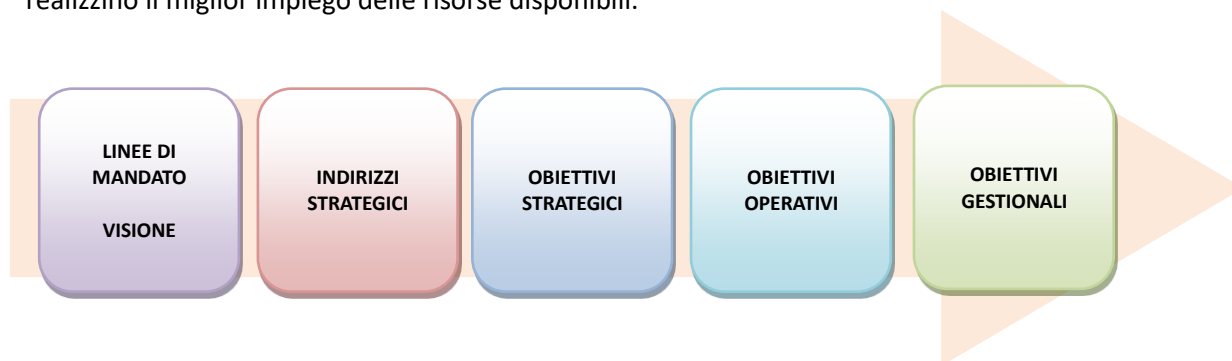 realizzino il miglior impiego delle risorse disponibili.
LINEE DI
MANDATO
VISIONE
INDIRIZZI
STRATEGICI
OBIETTIVI
STRATEGICI
OBIETTIVI
OPERATIVI
OBIETTIVI
GESTIONALI